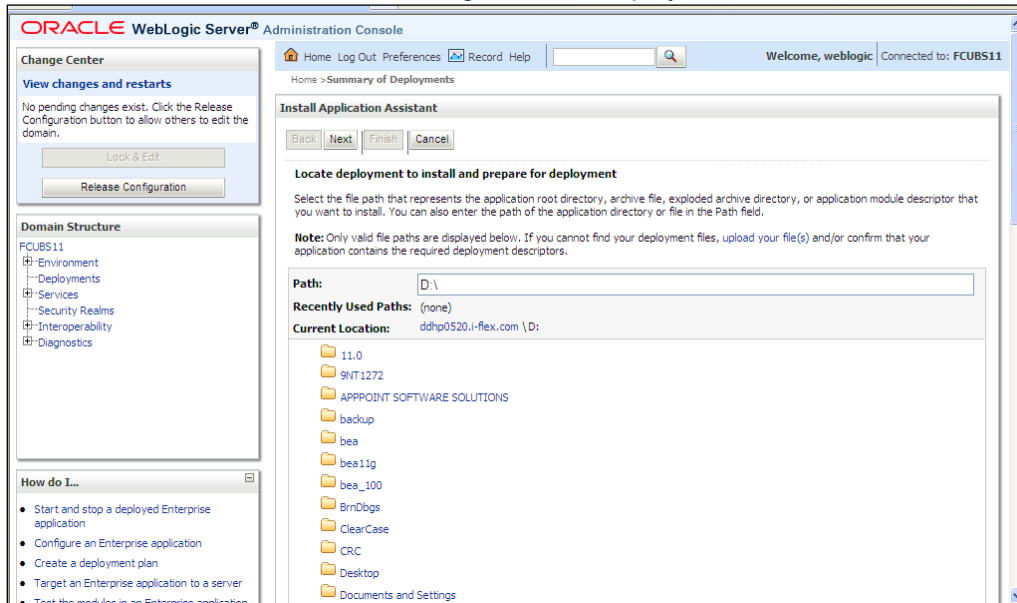 ORACLE WebLogic Server® Administration Console
Change Center
View changes and restarts
No pending changes exist. Click the Release
Configuration button to allow others to edit the
domain.
Lock & Edit
Release Configuration
Domain Structure
FCUBS11
Environment
Deployments
Services
Security Realms
Interoperability
Diagnostics
How do I...
Start and stop a deployed Enterprise
application
Configure an Enterprise application
Create a deployment plan
Target an Enterprise application to a server
Test the modules in an Enterprise application
Home Log Out Preferences Record Help
Welcome, weblogic Connected to: FCUBS11
Home >Summary of Deployments
Install Application Assistant
Back Next Finish Cancel
Locate deployment to install and prepare for deployment
Select the file path that represents the application root directory, archive file, exploded archive directory, or application module descriptor that
you want to install. You can also enter the path of the application directory or file in the Path field.
Note: Only valid file paths are displayed below. If you cannot find your deployment files, upload your file(s) and/or confirm that your
application contains the required deployment descriptors.
Path: D:\
Recently Used Paths: (none)
Current Location: ddhp0520.i-flex.com \D:
11.0
9NT1272
APPPOINT SOFTWARE SOLUTIONS
backup
bea
bea11g
bea_100
BrnDbgs
ClearCase
CRC
Desktop
Documents and Settings